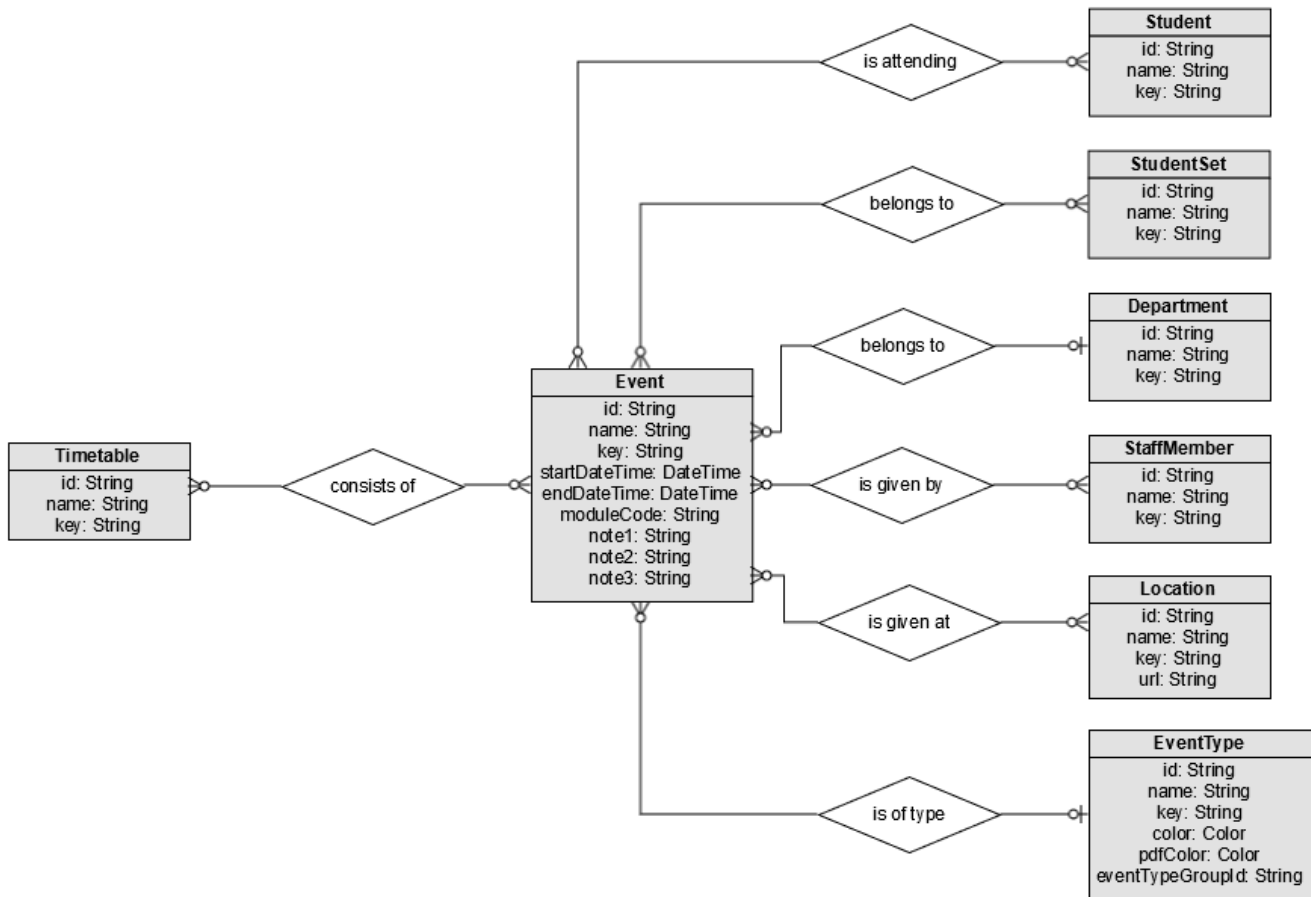 Student
id: String
name: String
key: String
is attending
StudentSet
id: String
name: String
key: String
belongs to
Department
id: String
name: String
key: String
belongs to
Event
id: String
name: String
key: String
startDateTime: DateTime
endDateTime: DateTime
moduleCode: String
note1: String
note2: String
note3: String
Timetable
id: String
name: String
key: String
consists of
StaffMember
id: String
name: String
key: String
is given by
Location
id: String
name: String
key: String
url: String
is given at
EventType
id: String
name: String
key: String
color: Color
pdfColor: Color
eventTypeGroupId: String
is of type